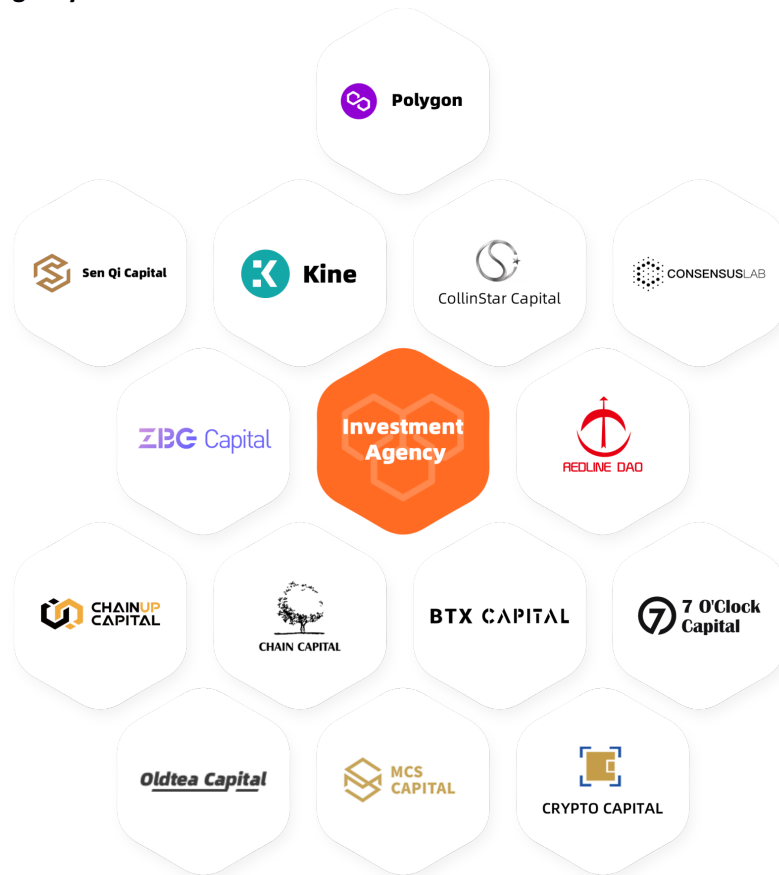 Polygon
Sen Qi Capital
Kine
CollinStar Capital
CONSENSUSLAB
ZBG Capital
Investment
Agency
REDLINE DAO
CHAINUP
CAPITAL
CHAIN CAPITAL
BTX CAPITAL
7 O'Clock
Capital
Oldtea Capital
MCS
CAPITAL
CRYPTO CAPITAL